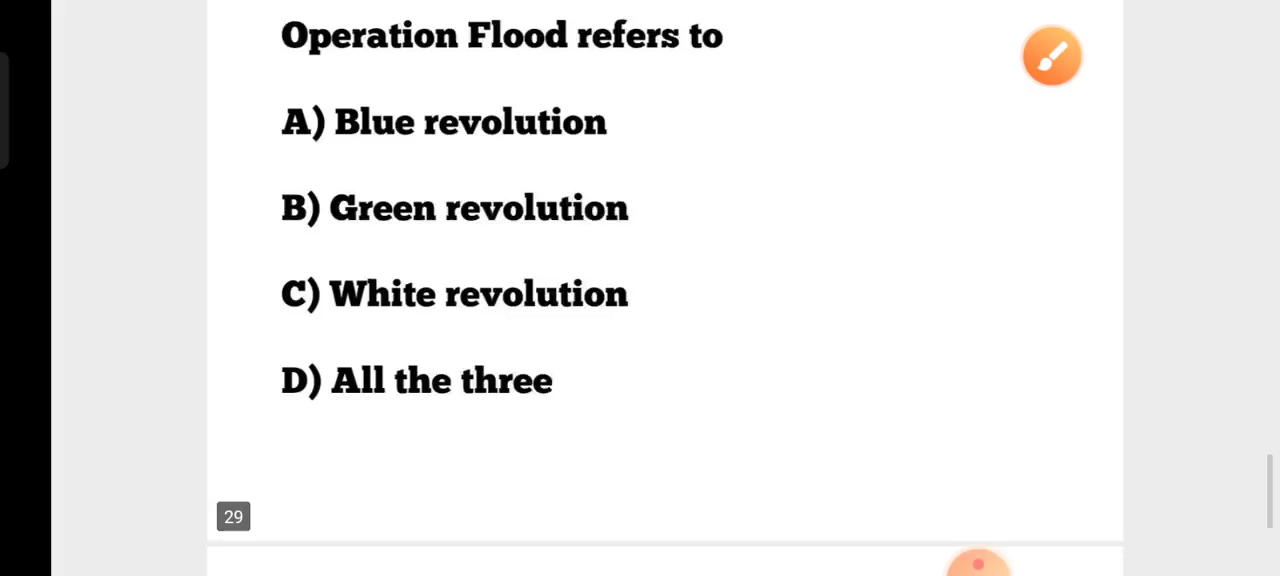 Operation Flood refers to
A) Blue revolution
B) Green revolution
C) White revolution
D) All the three
29